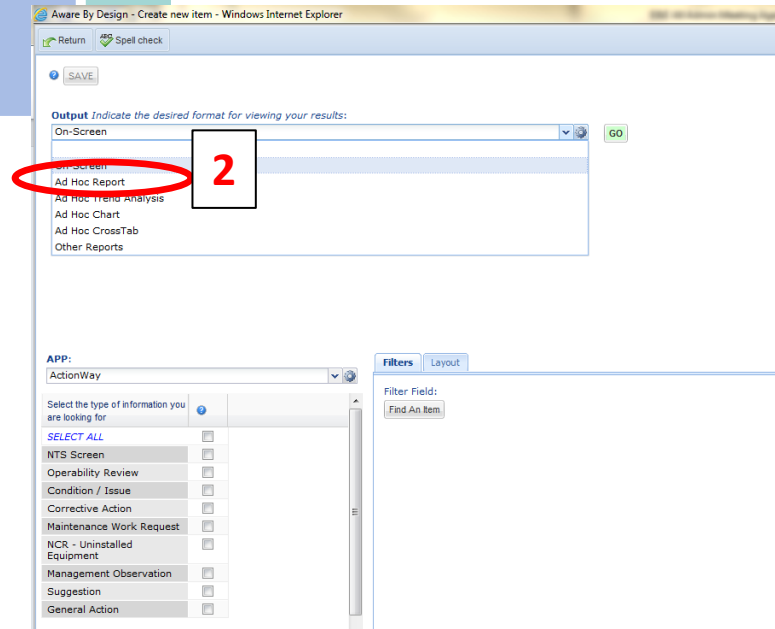 Aware By Design - Create new item - Windows Internet Explorer
Return ABC Spell check
SAVE
Output Indicate the desired format for viewing your results:
On-Screen GO
On-Screen
Ad Hoc Report
2
Ad Hoc Trend Analysis
Ad Hoc Chart
Ad Hoc CrossTab
Other Reports
APP:
ActionWay
Filters Layout
Filter Field:
Find An Item
Select the type of information you
are looking for
SELECT ALL
NTS Screen
Operability Review
Condition / Issue
Corrective Action
Maintenance Work Request
NCR - Uninstalled
Equipment
Management Observation
Suggestion
General Action